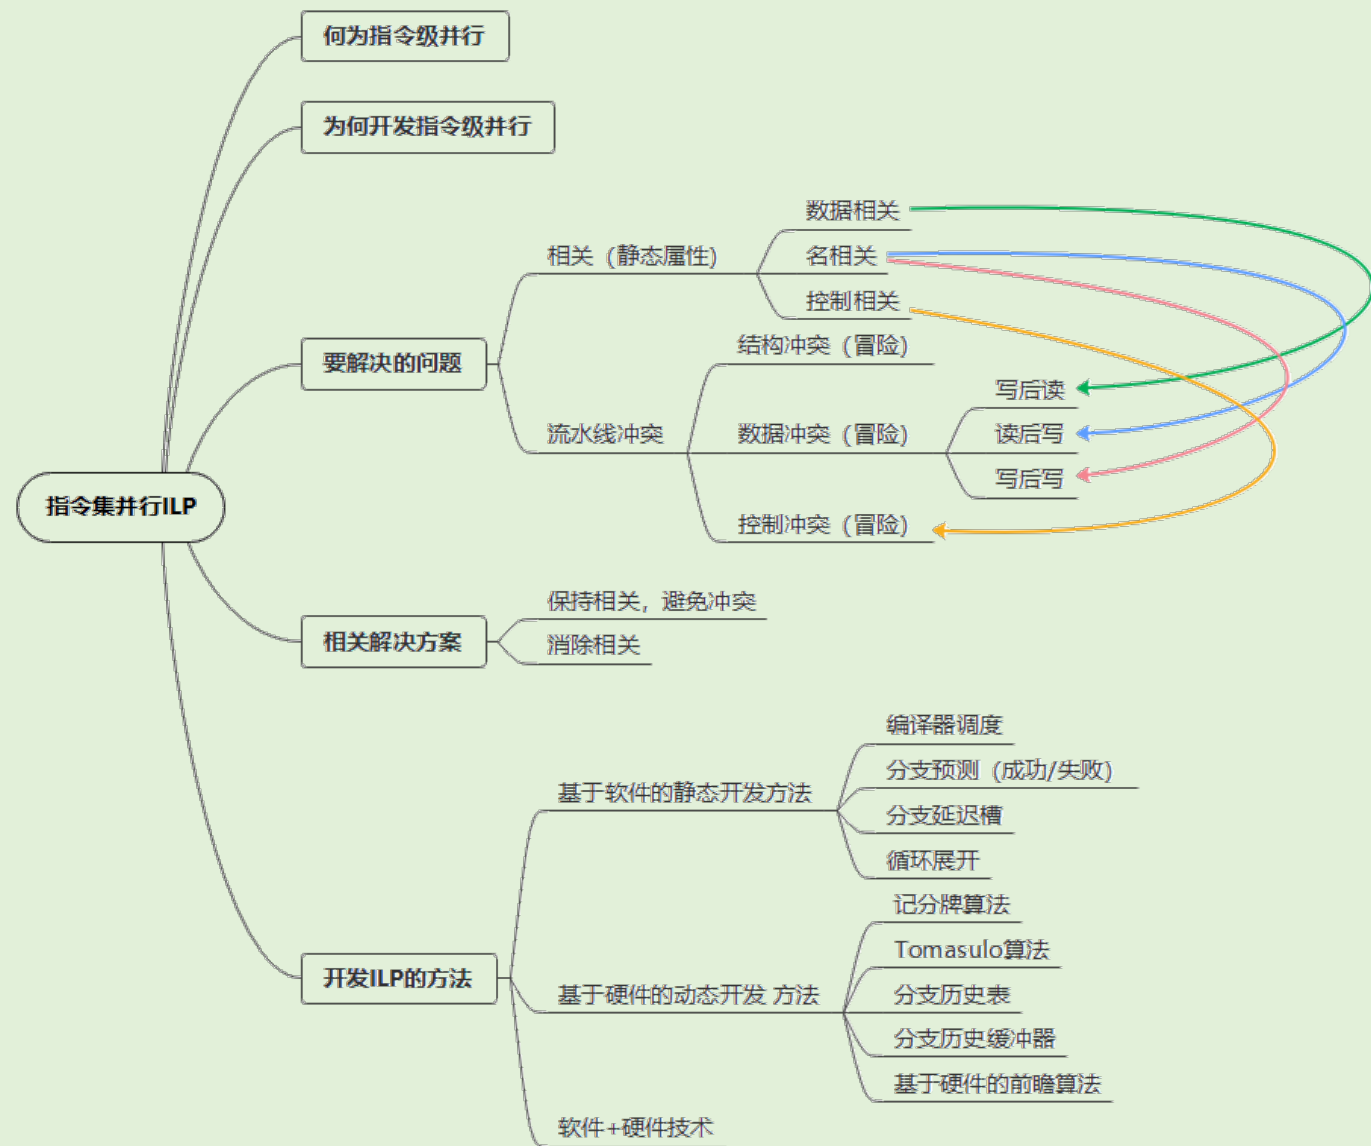 何为指令级并行
为何开发指令级并行
数据相关
相关（静态属性）
名相关
控制相关
结构冲突（冒险）
要解决的问题
写后读
流水线冲突
数据冲突（冒险）
读后写
写后写
指令集并行ILP
控制冲突（冒险）
保持相关，避免冲突
相关解决方案
消除相关
编译器调度
分支预测（成功/失败）
基于软件的静态开发方法
分支延迟槽
循环展开
记分牌算法
Tomasulo算法
开发ILP的方法
基于硬件的动态开发 方法
分支历史表
分支历史缓冲器
基于硬件的前瞻算法
软件+硬件技术